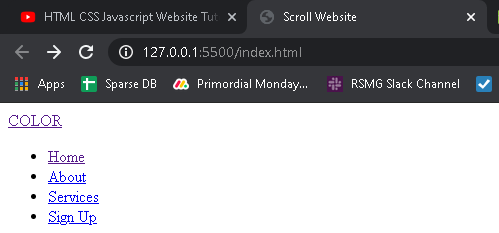 HTML CSS Javascript Website Tut
Scroll Website
127.0.0.1:5500/index.html
Apps Sparse DB Primordial Monday... RSMG Slack Channel
COLOR
Home
About
Services
Sign Up